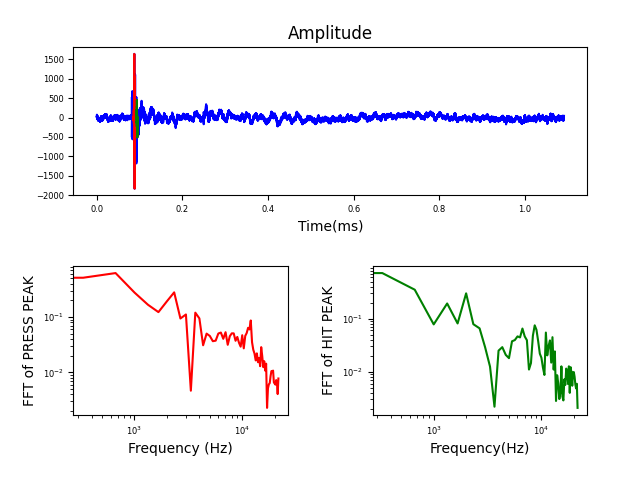 Amplitude
1500
1000
500
0
−500
−1000
−1500
−2000
0.0 0.2 0.4 0.6 0.8 1.0
Time(ms)
FFT of PRESS PEAK
10⁻¹
10⁻²
10³ 10⁴
Frequency (Hz)
FFT of HIT PEAK
10⁻¹
10⁻²
10³ 10⁴
Frequency(Hz)